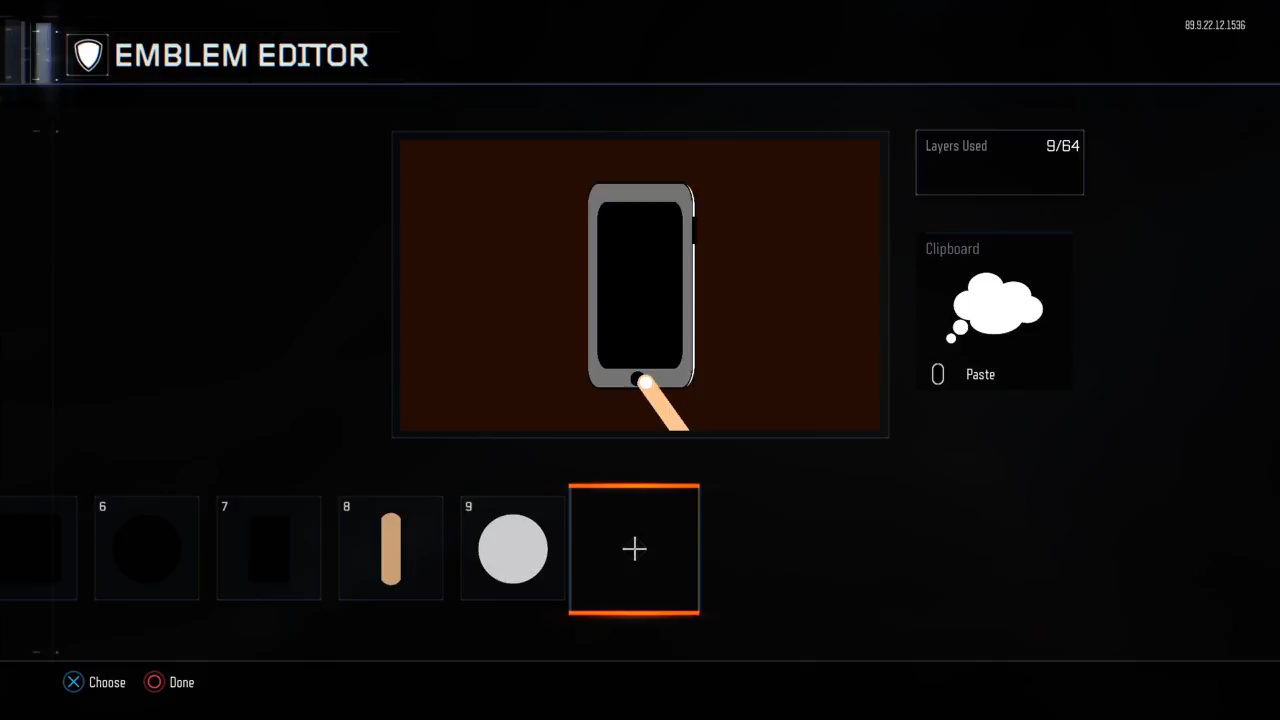 89.9.22.12.1536
EMBLEM EDITOR
Layers Used 9/64
Clipboard
Paste
6 7 8 9
Choose Done